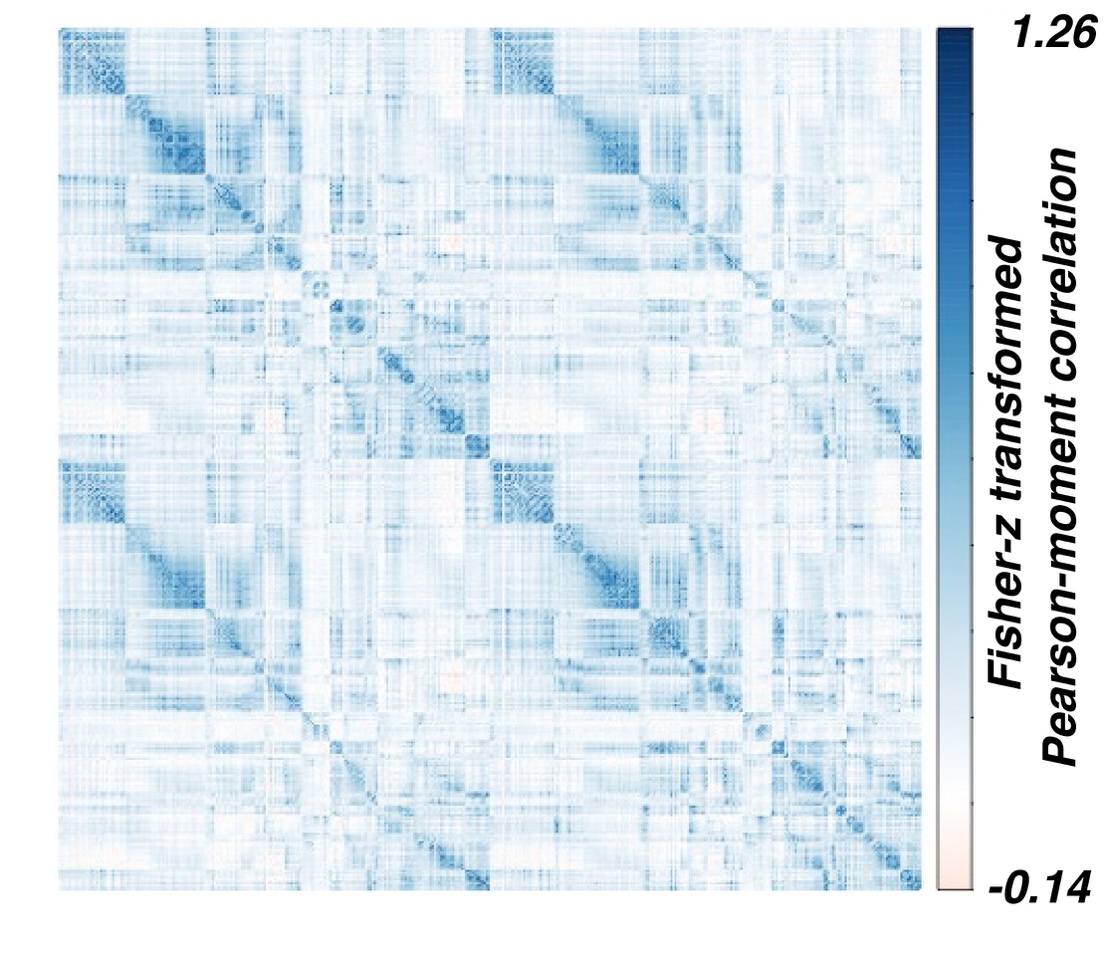 1.26
Fisher-z transformed
Pearson-moment correlation
-0.14